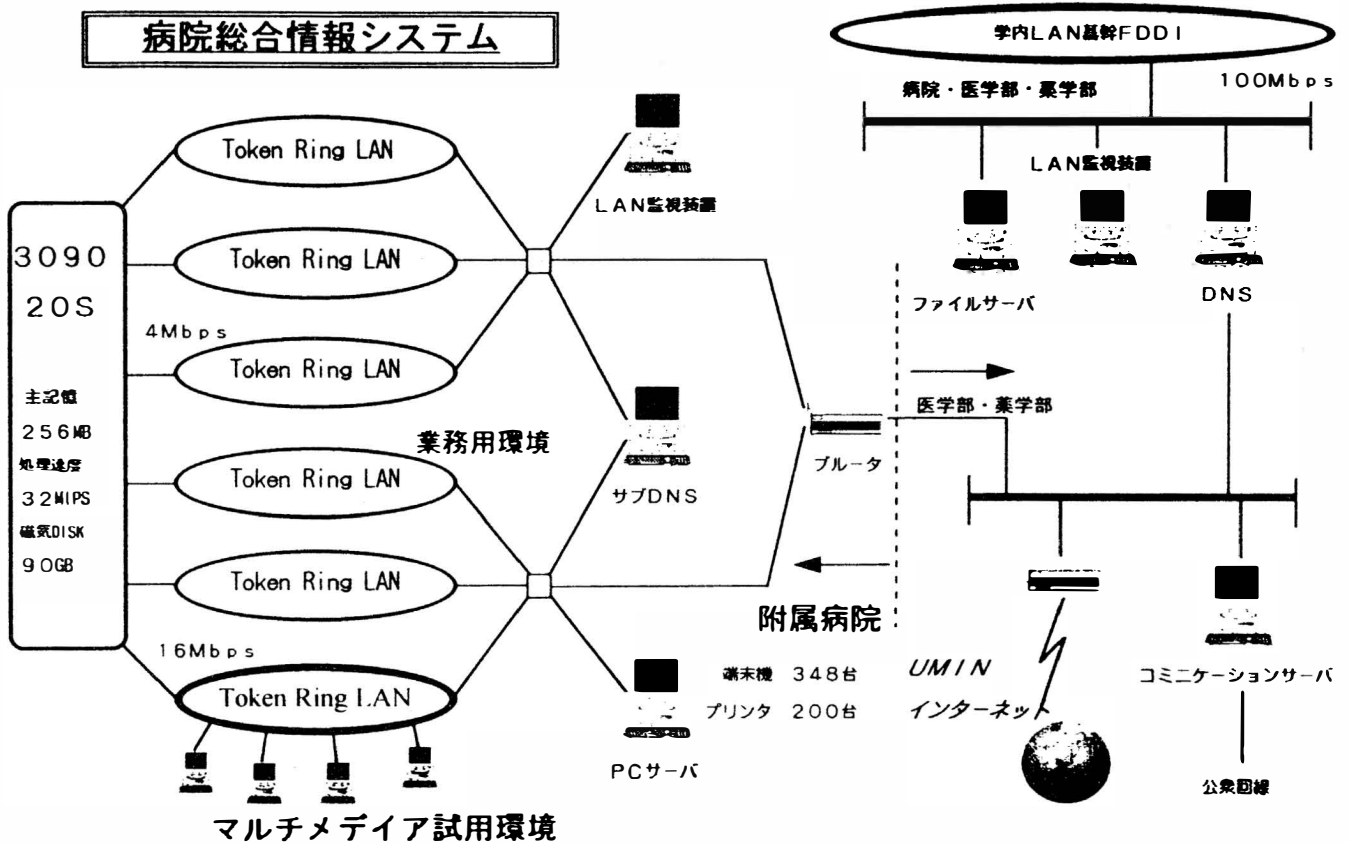 病院総合情報システム
学内LAN基幹FDDI
病院・医学部・薬学部
100Mbps
Token Ring LAN
LAN監視装置
LAN監視装置
3090
20S
Token Ring LAN
ファイルサーバ
DNS
4Mbps
Token Ring LAN
主記憶
256MB
処理速度
32MIPS
磁気DISK
90GB
業務用環境
サブDNS
ブルータ
医学部・薬学部
Token Ring LAN
Token Ring LAN
附属病院
16Mbps
Token Ring LAN
端末機 348台
プリンタ 200台
UMIN
インターネット
コミニケーションサーバ
PCサーバ
公衆回線
マルチメデイア試用環境